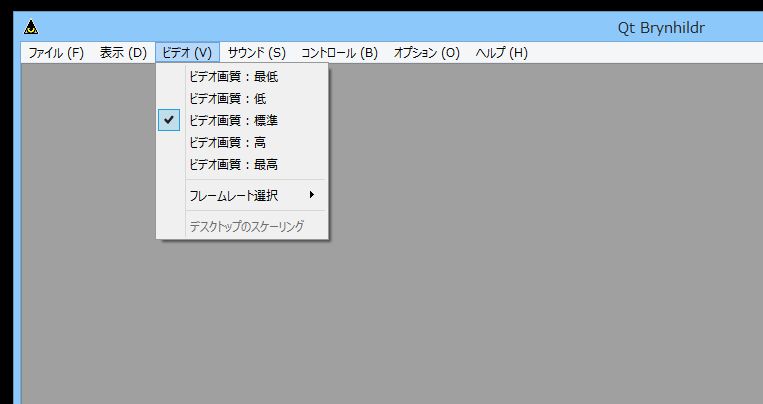 Qt Brynhildr
ファイル (F) 表示 (D) ビデオ (V) サウンド (S) コントロール (B) オプション (O) ヘルプ (H)
ビデオ画質 : 最低
ビデオ画質 : 低
ビデオ画質 : 標準
ビデオ画質 : 高
ビデオ画質 : 最高
フレームレート選択
デスクトップのスケーリング